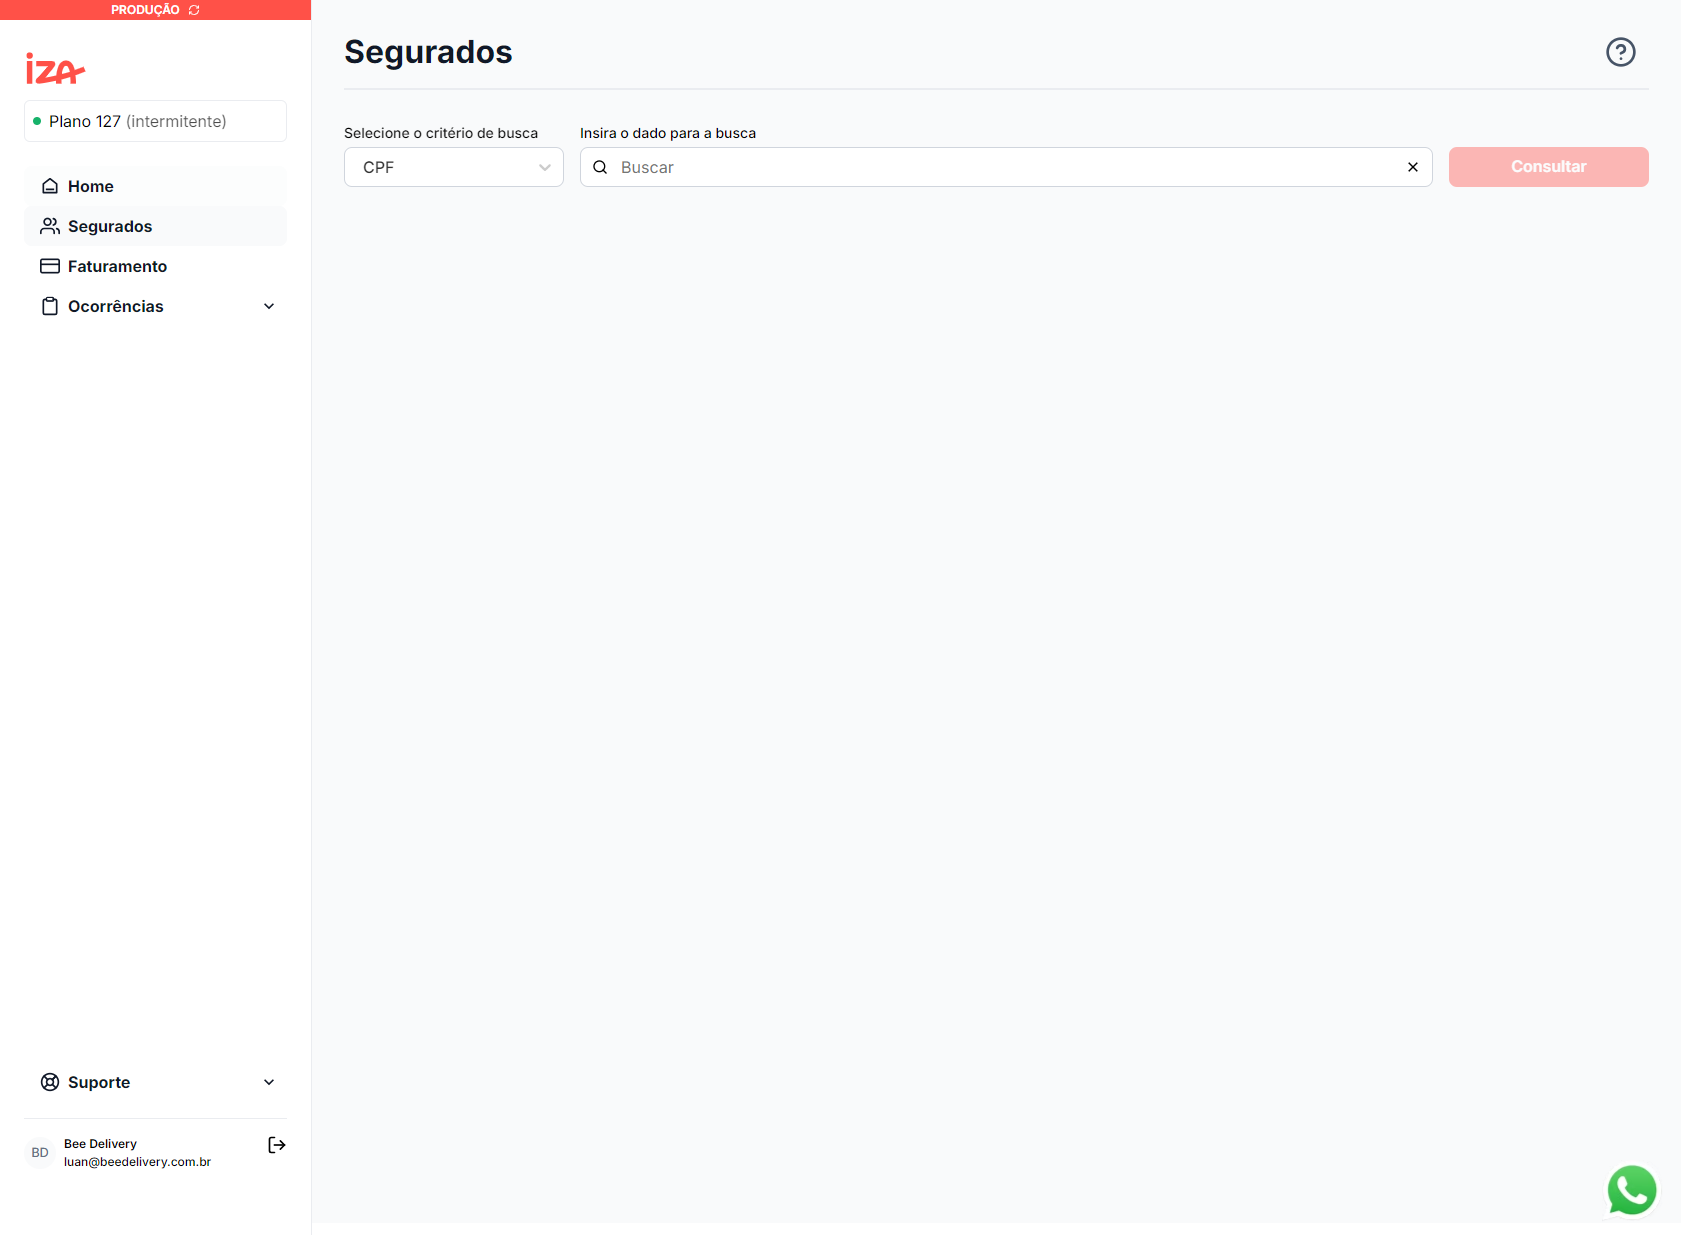 PRODUÇÃO
iza
Plano 127 (intermitente)
Home
Segurados
Faturamento
Ocorrências
Suporte
BD
Bee Delivery
luan@beedelivery.com.br
Segurados
Selecione o critério de busca
CPF
Insira o dado para a busca
Buscar
Consultar